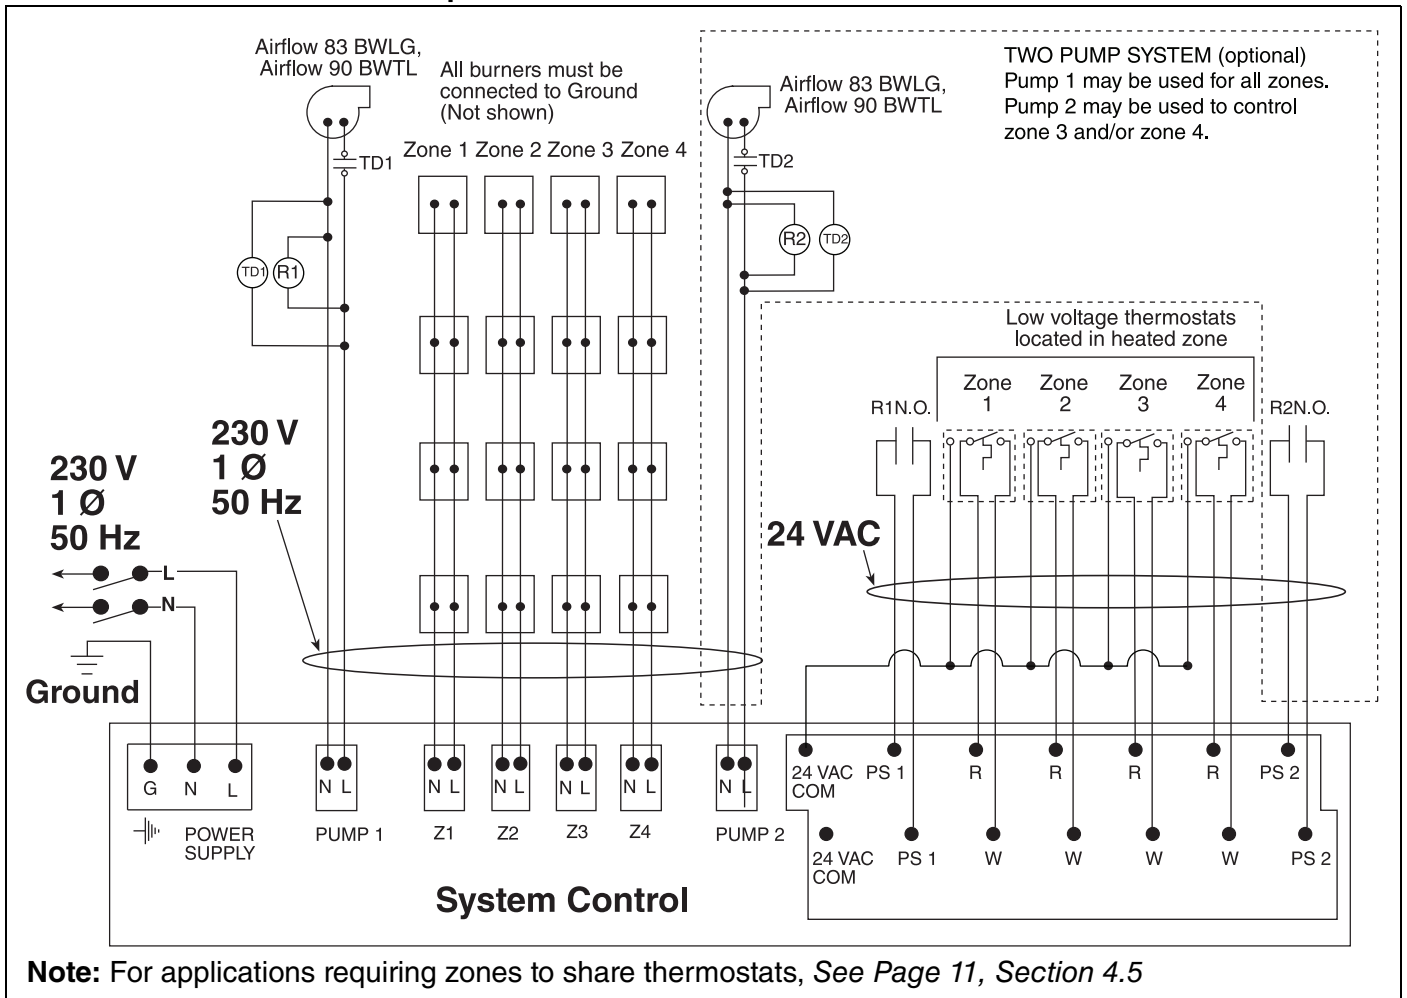 Airflow 83 BWLG,
Airflow 90 BWTL
All burners must be
connected to Ground
(Not shown)
Airflow 83 BWLG,
Airflow 90 BWTL
TWO PUMP SYSTEM (optional)
Pump 1 may be used for all zones.
Pump 2 may be used to control
zone 3 and/or zone 4.
TD1
Zone 1 Zone 2 Zone 3 Zone 4
TD2
TD1
R1
R2
TD2
Low voltage thermostats
located in heated zone
R1N.O.
Zone
1
Zone
2
Zone
3
Zone
4
R2N.O.
230 V
1 Ø
50 Hz
230 V
1 Ø
50 Hz
24 VAC
L
N
Ground
G N L
POWER
SUPPLY
N L
PUMP 1
N L
Z1
N L
Z2
N L
Z3
N L
Z4
N L
PUMP 2
24 VAC
COM
PS 1
R
R
R
R
PS 2
24 VAC
COM
PS 1
W
W
W
W
PS 2
System Control
Note: For applications requiring zones to share thermostats, See Page 11, Section 4.5